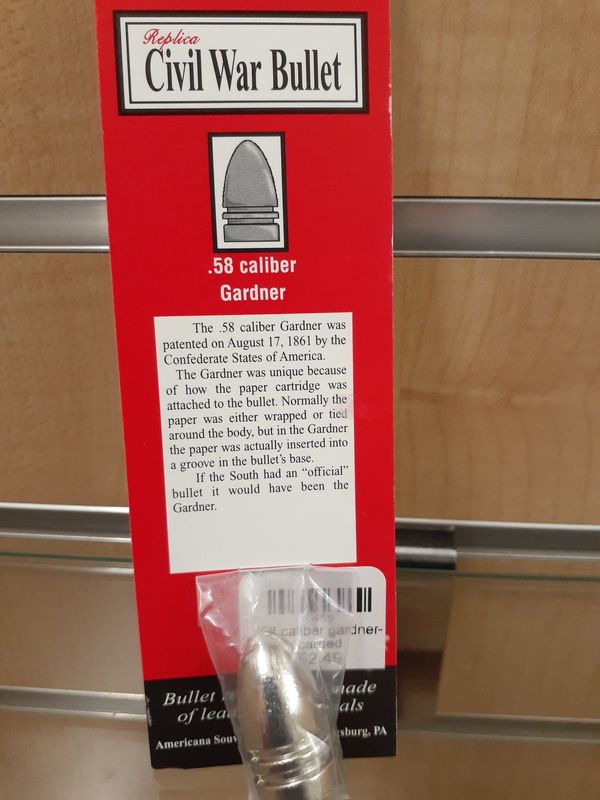 Replica
Civil War Bullet
.58 caliber
Gardner
The .58 caliber Gardner was
patented on August 17, 1861 by the
Confederate States of America.
The Gardner was unique because
of how the paper cartridge was
attached to the bullet. Normally the
paper was either wrapped or tied
around the body, but in the Gardner
the paper was actually inserted into
a groove in the bullet's base.
If the South had an “official”
bullet it would have been the
Gardner.
caliber gardner-
carded
Bullet made
of
Americana PA